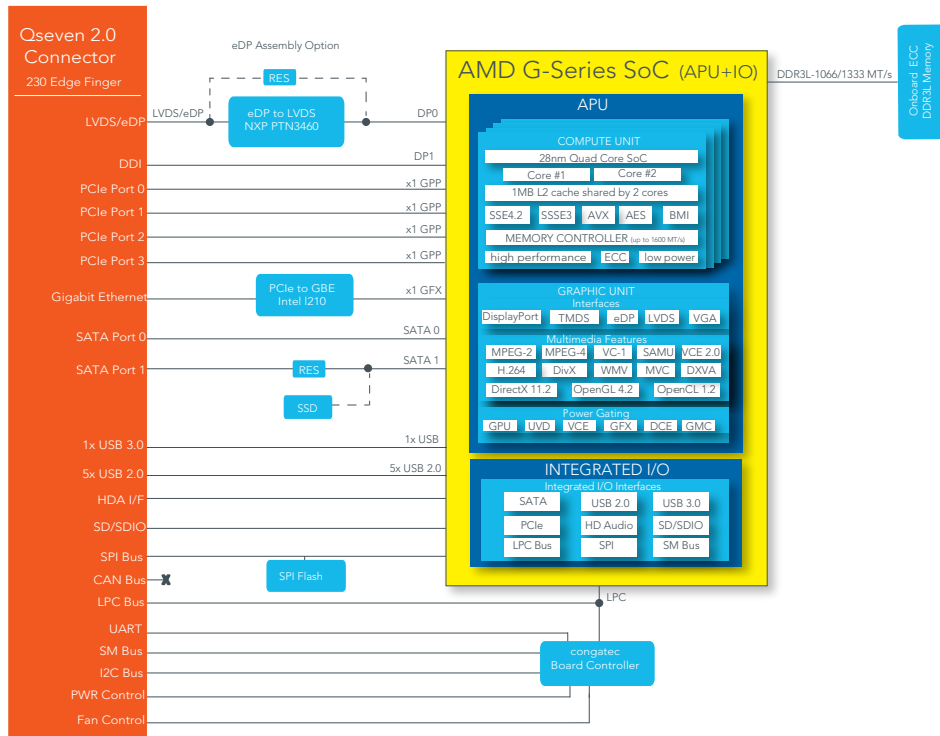 Qseven 2.0
Connector
230 Edge Finger
LVDS/eDP
DDI
PCIe Port 0
PCIe Port 1
PCIe Port 2
PCIe Port 3
Gigabit Ethernet
SATA Port 0
SATA Port 1
1x USB 3.0
5x USB 2.0
HDA I/F
SD/SDIO
SPI Bus
CAN Bus
LPC Bus
UART
SM Bus
I2C Bus
PWR Control
Fan Control
eDP Assembly Option
RES
LVDS/eDP
eDP to LVDS
NXP PTN3460
DP0
DP1
x1 GPP
x1 GPP
x1 GPP
x1 GPP
PCIe to GBE
Intel I210
x1 GFX
SATA 0
SATA 1
RES
SSD
1x USB
5x USB 2.0
SPI Flash
X
LPC
congatec
Board Controller
AMD G-Series SoC (APU+IO)
APU
COMPUTE UNIT
28nm Quad Core SoC
Core #1 Core #2
1MB L2 cache shared by 2 cores
SSE4.2 SSSE3 AVX AES BMI
MEMORY CONTROLLER (up to 1600 MT/s)
high performance ECC low power
GRAPHIC UNIT
Interfaces
DisplayPort TMDS eDP LVDS VGA
Multimedia Features
MPEG-2 MPEG-4 VC-1 SAMU VCE 2.0
H.264 DivX WMV MVC DXVA
DirectX 11.2 OpenGL 4.2 OpenCL 1.2
Power Gating
GPU UVD VCE GFX DCE GMC
INTEGRATED I/O
Integrated I/O Interfaces
SATA USB 2.0 USB 3.0
PCIe HD Audio SD/SDIO
LPC Bus SPI SM Bus
DDR3L-1066/1333 MT/s
Onboard ECC
DDR3L Memory